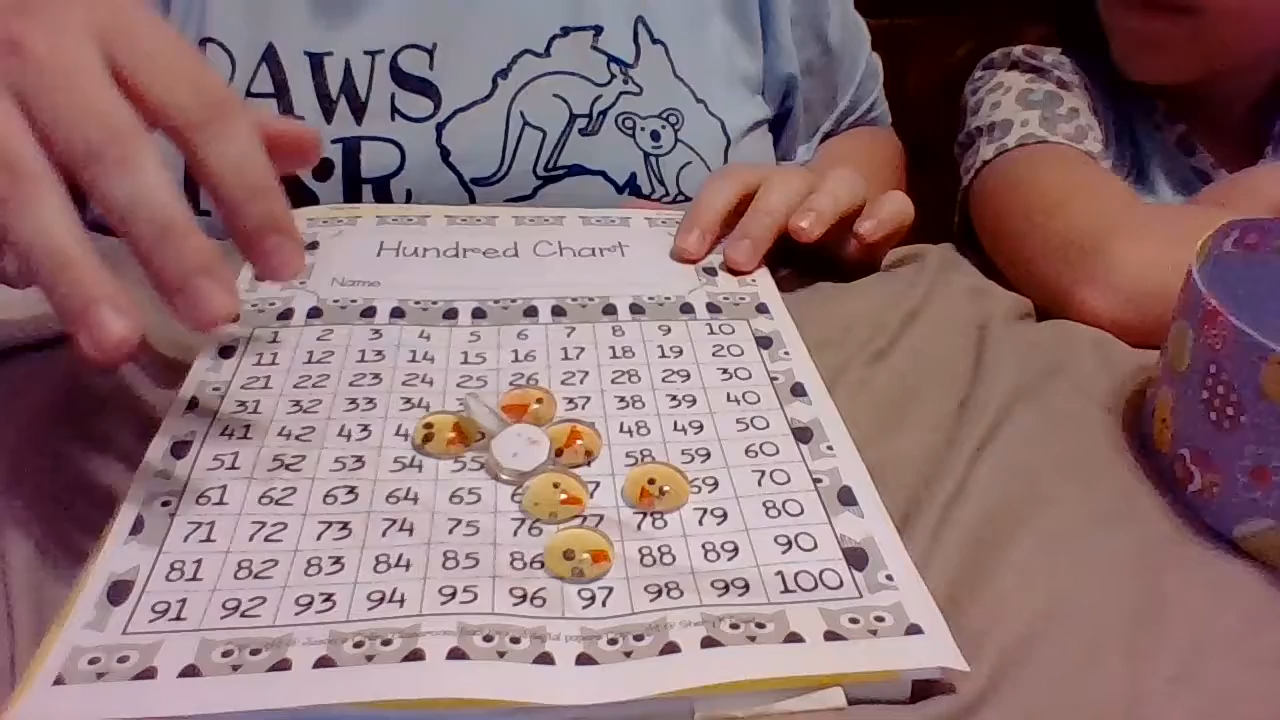 PAWS
R
Hundred Chart
Name
1 2 3 4 5 6 7 8 9 10
11 12 13 14 15 16 17 18 19 20
21 22 23 24 25 26 27 28 29 30
31 32 33 34 37 38 39 40
41 42 43 48 49 50
51 52 53 54 55 58 59 60
61 62 63 64 65 69 70
71 72 73 74 75 76 77 78 79 80
81 82 83 84 85 86 88 89 90
91 92 93 94 95 96 97 98 99 100